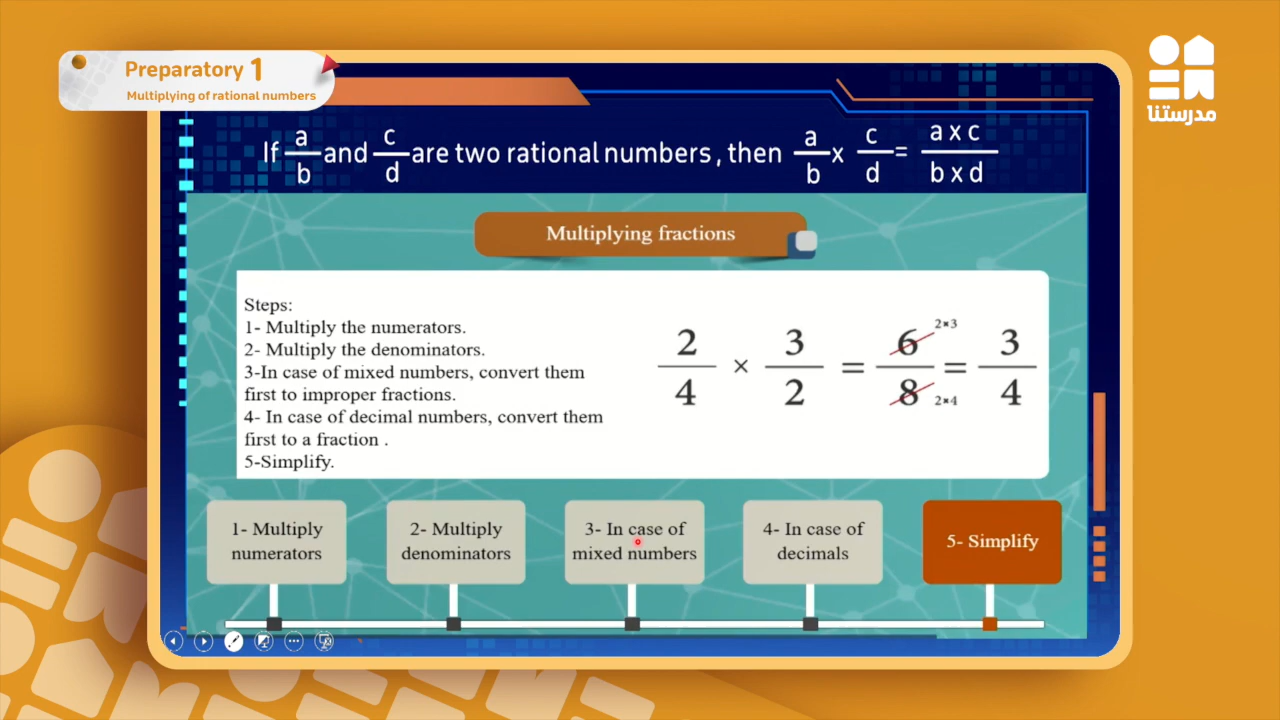 Preparatory 1
Multiplying of rational numbers
مدرستنا
If a/b and c/d are two rational numbers , then a/b x c/d = a x c / b x d
Multiplying fractions
Steps:
1- Multiply the numerators.
2- Multiply the denominators.
3-In case of mixed numbers, convert them
first to improper fractions.
4- In case of decimal numbers, convert them
first to a fraction .
5-Simplify.
2/4 × 3/2 = 6/8 = 3/4
2×3
2×4
1- Multiply
numerators
2- Multiply
denominators
3- In case of
mixed numbers
4- In case of
decimals
5- Simplify